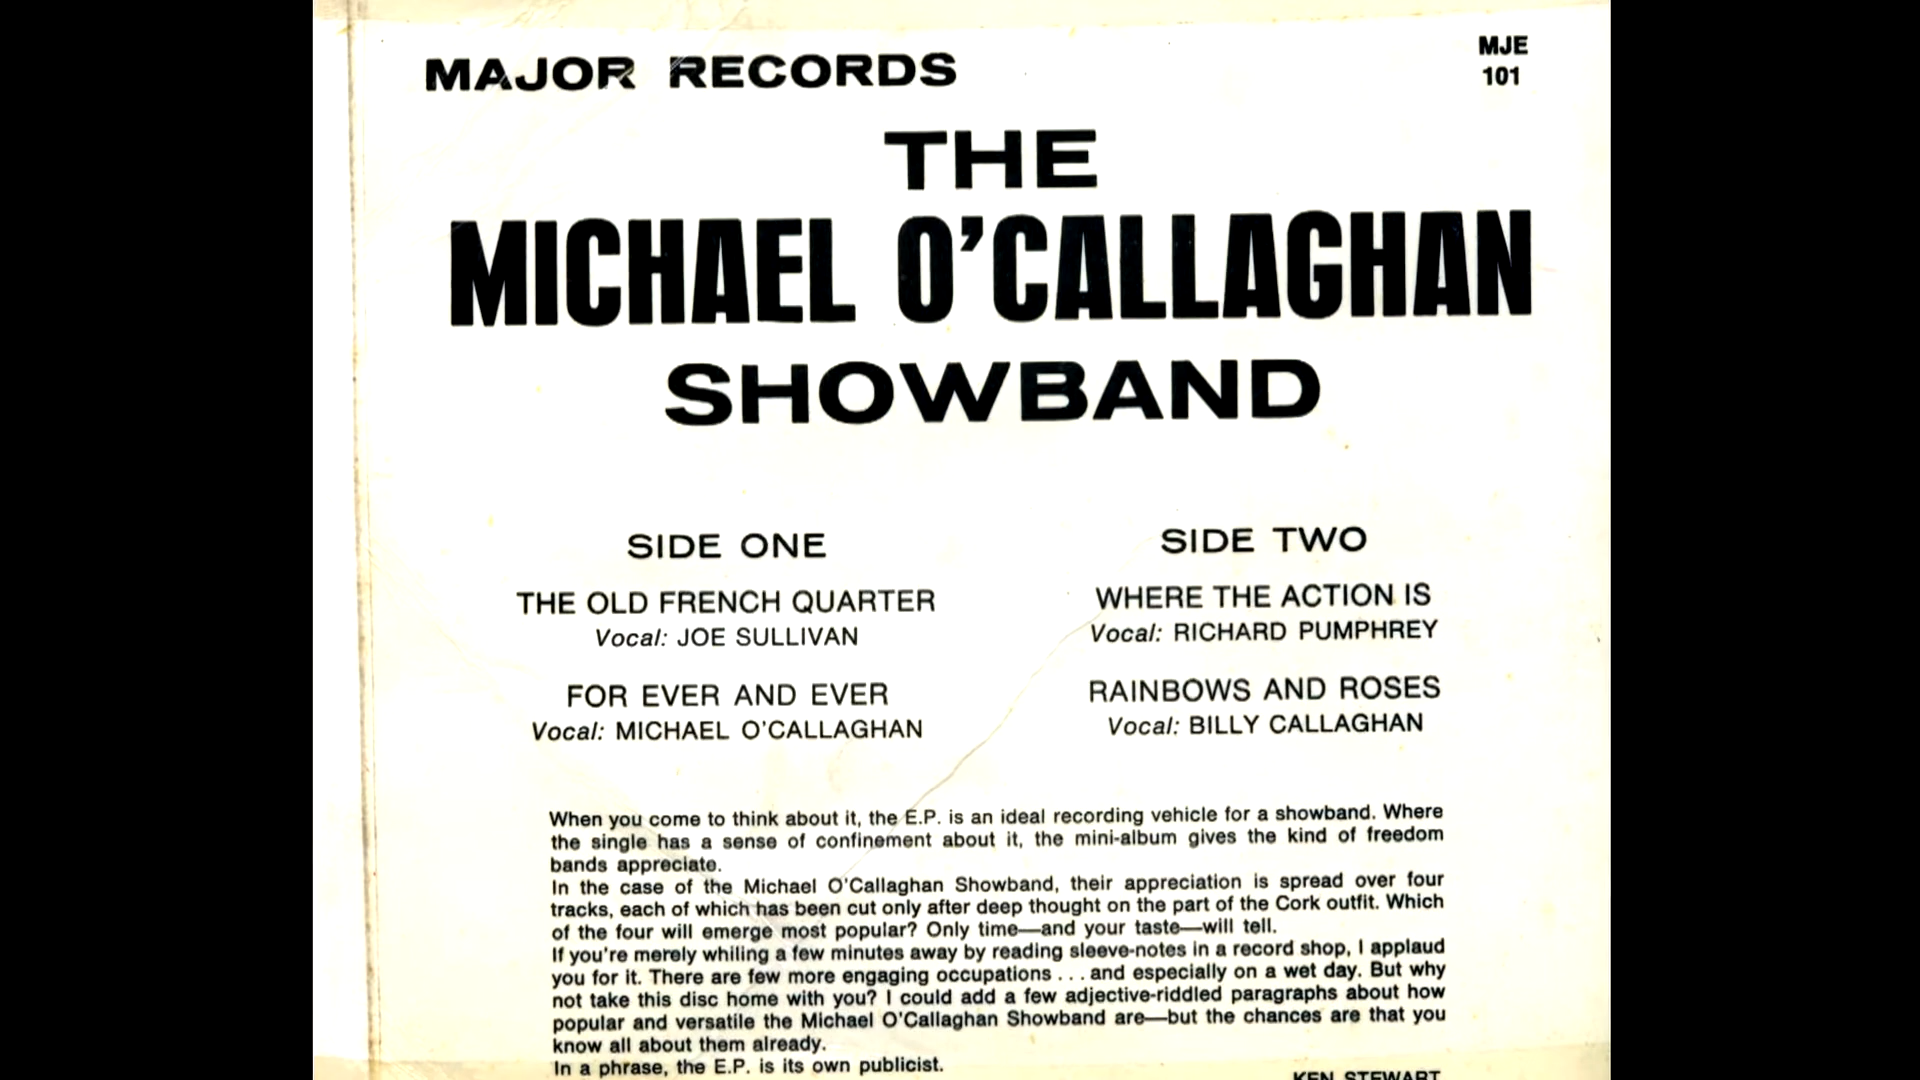 MAJOR RECORDS
MJE
101
THE
MICHAEL O'CALLAGHAN
SHOWBAND
SIDE ONE
THE OLD FRENCH QUARTER
Vocal: JOE SULLIVAN
FOR EVER AND EVER
Vocal: MICHAEL O'CALLAGHAN
SIDE TWO
WHERE THE ACTION IS
Vocal: RICHARD PUMPHREY
RAINBOWS AND ROSES
Vocal: BILLY CALLAGHAN
When you come to think about it, the E.P. is an ideal recording vehicle for a showband. Where
the single has a sense of confinement about it, the mini-album gives the kind of freedom
bands appreciate.
In the case of the Michael O'Callaghan Showband, their appreciation is spread over four
tracks, each of which has been cut only after deep thought on the part of the Cork outfit. Which
of the four will emerge most popular? Only time—and your taste—will tell.
If you're merely whiling a few minutes away by reading sleeve-notes in a record shop, I applaud
you for it. There are few more engaging occupations . . . and especially on a wet day. But why
not take this disc home with you? I could add a few adjective-riddled paragraphs about how
popular and versatile the Michael O'Callaghan Showband are—but the chances are that you
know all about them already.
In a phrase, the E.P. is its own publicist.
KEN STEWART